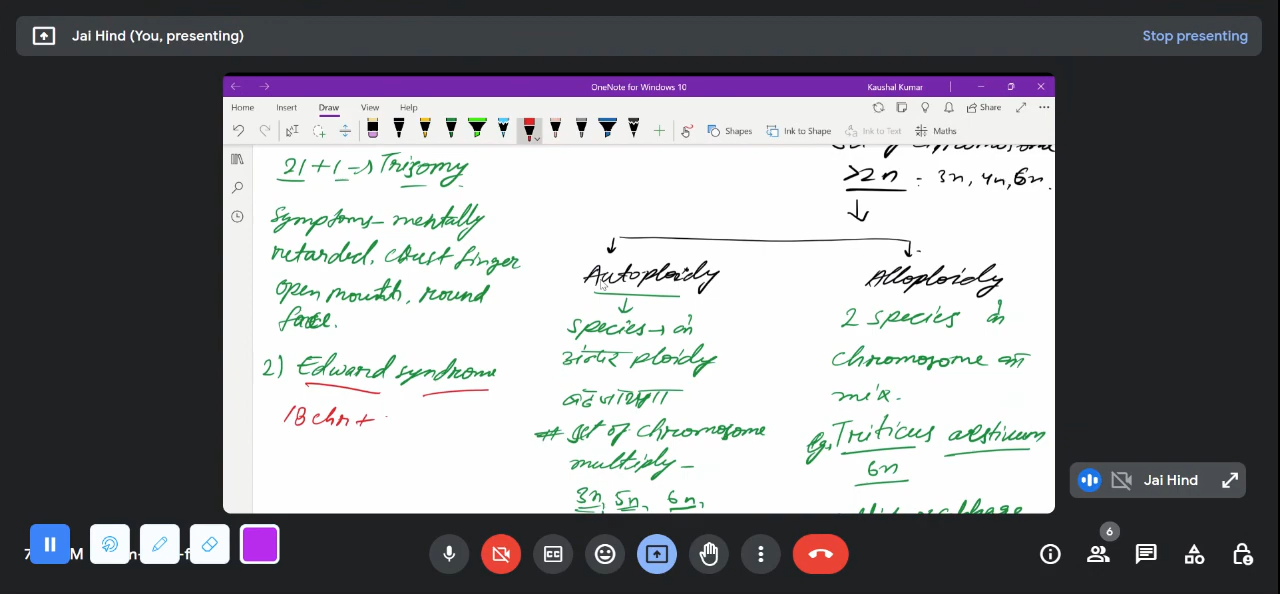 Jai Hind (You, presenting)
Stop presenting
OneNote for Windows 10
Kaushal Kumar
Home Insert Draw View Help
Share
Shapes Ink to Shape Ink to Text Maths
21 + 1 → Trisomy
Symptoms – mentally
retarded,
finger
open mouth, round
face.
2) Edward syndrome
18 chr +
>2n = 3n, 4n, 6n.
Autoploidy
species → के
अंदर ploidy
# set of chromosome
multiply –
3n, 5n, 6n,
Alloploidy
2 species के
chromosome का
mix.
eg. Triticus aestivum
6n
Jai Hind
6